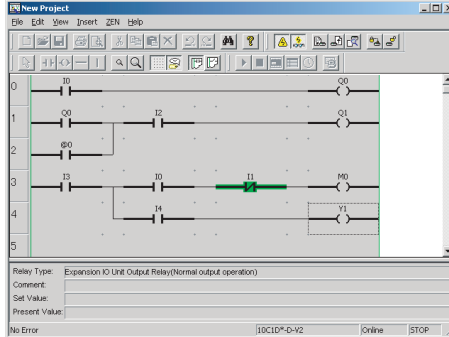 New Project
File Edit View Insert ZEN Help
0 I0 Q0
1 Q0 I2 Q1
2 @0
3 I3 I0 I1 M0
4 I4 Y1
5
Relay Type: Expansion IO Unit Output Relay(Normal output operation)
Comment:
Set Value:
Present Value:
No Error 10C1D*-D-V2 Online STOP